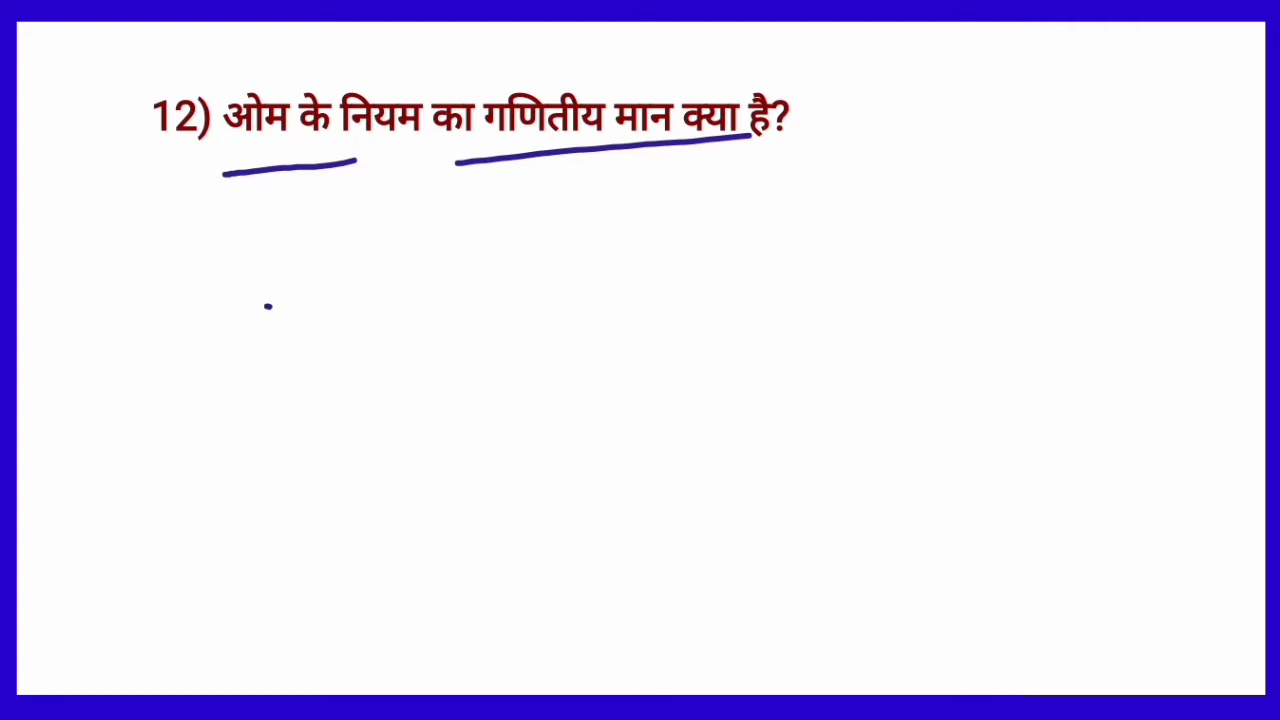 12) ओम के नियम का गणितीय मान क्या है?